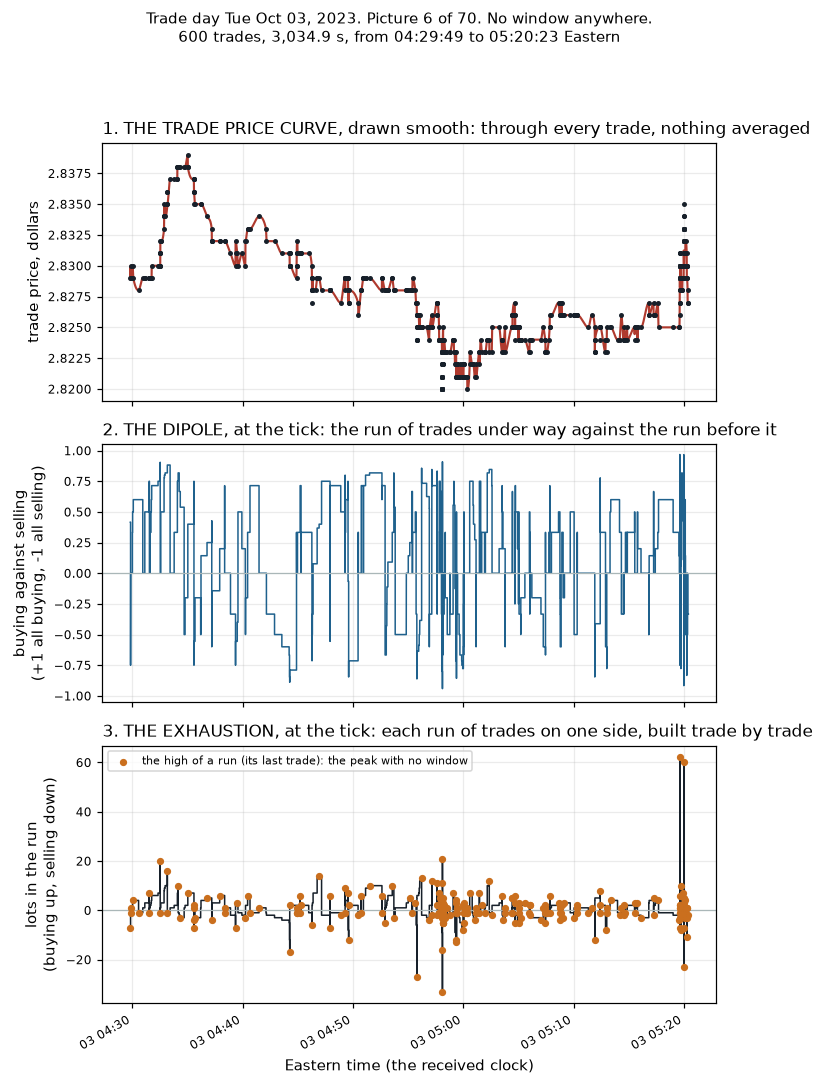 Trade day Tue Oct 03, 2023. Picture 6 of 70. No window anywhere.
600 trades, 3,034.9 s, from 04:29:49 to 05:20:23 Eastern
1. THE TRADE PRICE CURVE, drawn smooth: through every trade, nothing averaged
trade price, dollars
2.8375
2.8350
2.8325
2.8300
2.8275
2.8250
2.8225
2.8200
2. THE DIPOLE, at the tick: the run of trades under way against the run before it
buying against selling
(+1 all buying, -1 all selling)
1.00
0.75
0.50
0.25
0.00
−0.25
−0.50
−0.75
−1.00
3. THE EXHAUSTION, at the tick: each run of trades on one side, built trade by trade
the high of a run (its last trade): the peak with no window
lots in the run
(buying up, selling down)
60
40
20
0
−20
03 04:30
03 04:40
03 04:50
03 05:00
03 05:10
03 05:20
Eastern time (the received clock)